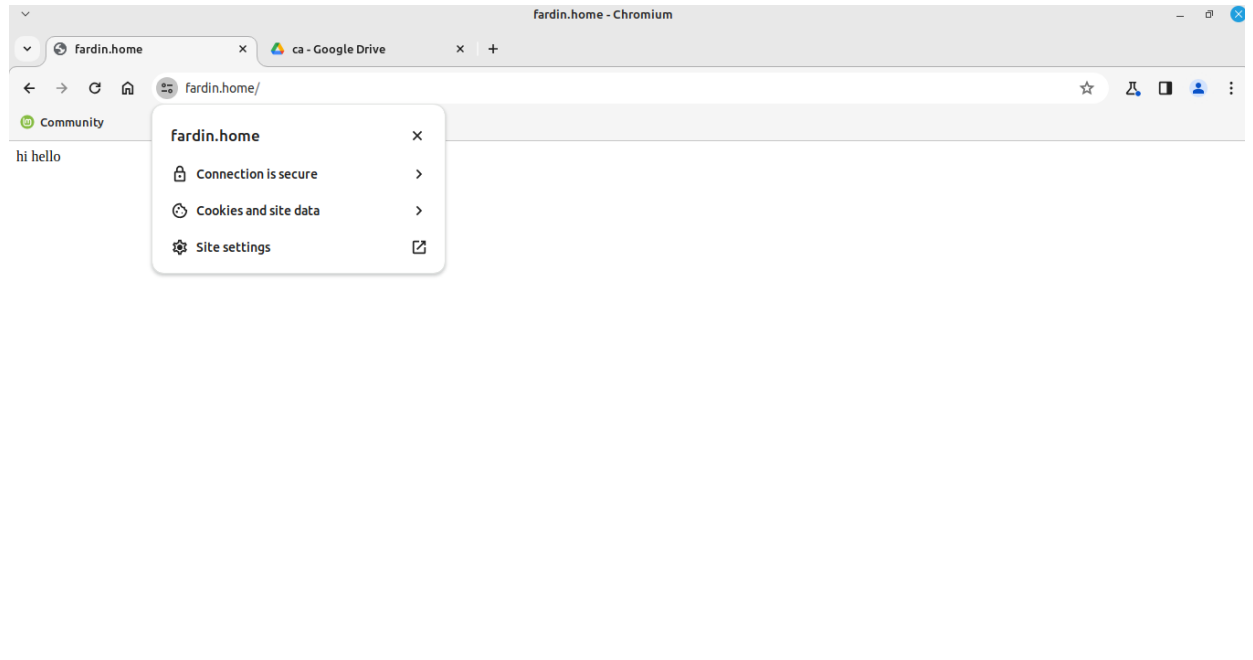 fardin.home - Chromium
fardin.home
ca - Google Drive
fardin.home/
Community
fardin.home
hi hello
Connection is secure
Cookies and site data
Site settings